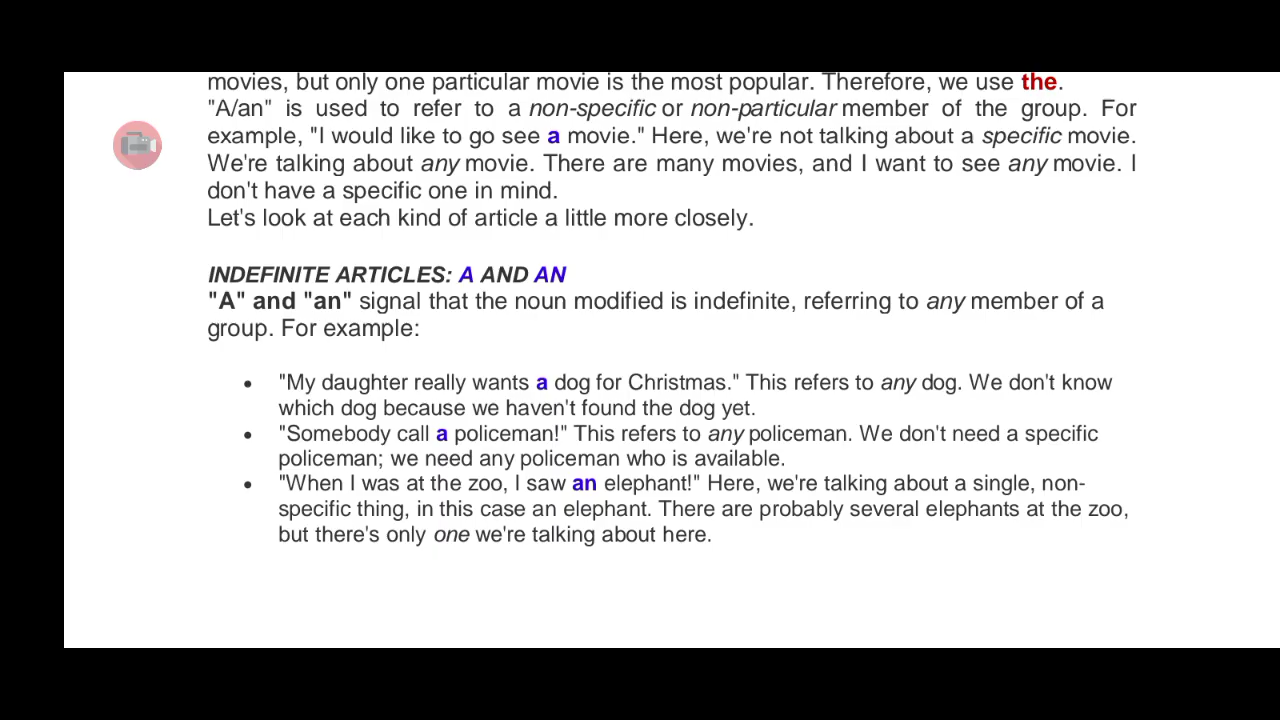 movies, but only one particular movie is the most popular. Therefore, we use the.
"A/an" is used to refer to a non-specific or non-particular member of the group. For
example, "I would like to go see a movie." Here, we're not talking about a specific movie.
We're talking about any movie. There are many movies, and I want to see any movie. I
don't have a specific one in mind.
Let's look at each kind of article a little more closely.
INDEFINITE ARTICLES: A AND AN
"A" and "an" signal that the noun modified is indefinite, referring to any member of a
group. For example:
• "My daughter really wants a dog for Christmas." This refers to any dog. We don't know
which dog because we haven't found the dog yet.
• "Somebody call a policeman!" This refers to any policeman. We don't need a specific
policeman; we need any policeman who is available.
• "When I was at the zoo, I saw an elephant!" Here, we're talking about a single, non-
specific thing, in this case an elephant. There are probably several elephants at the zoo,
but there's only one we're talking about here.